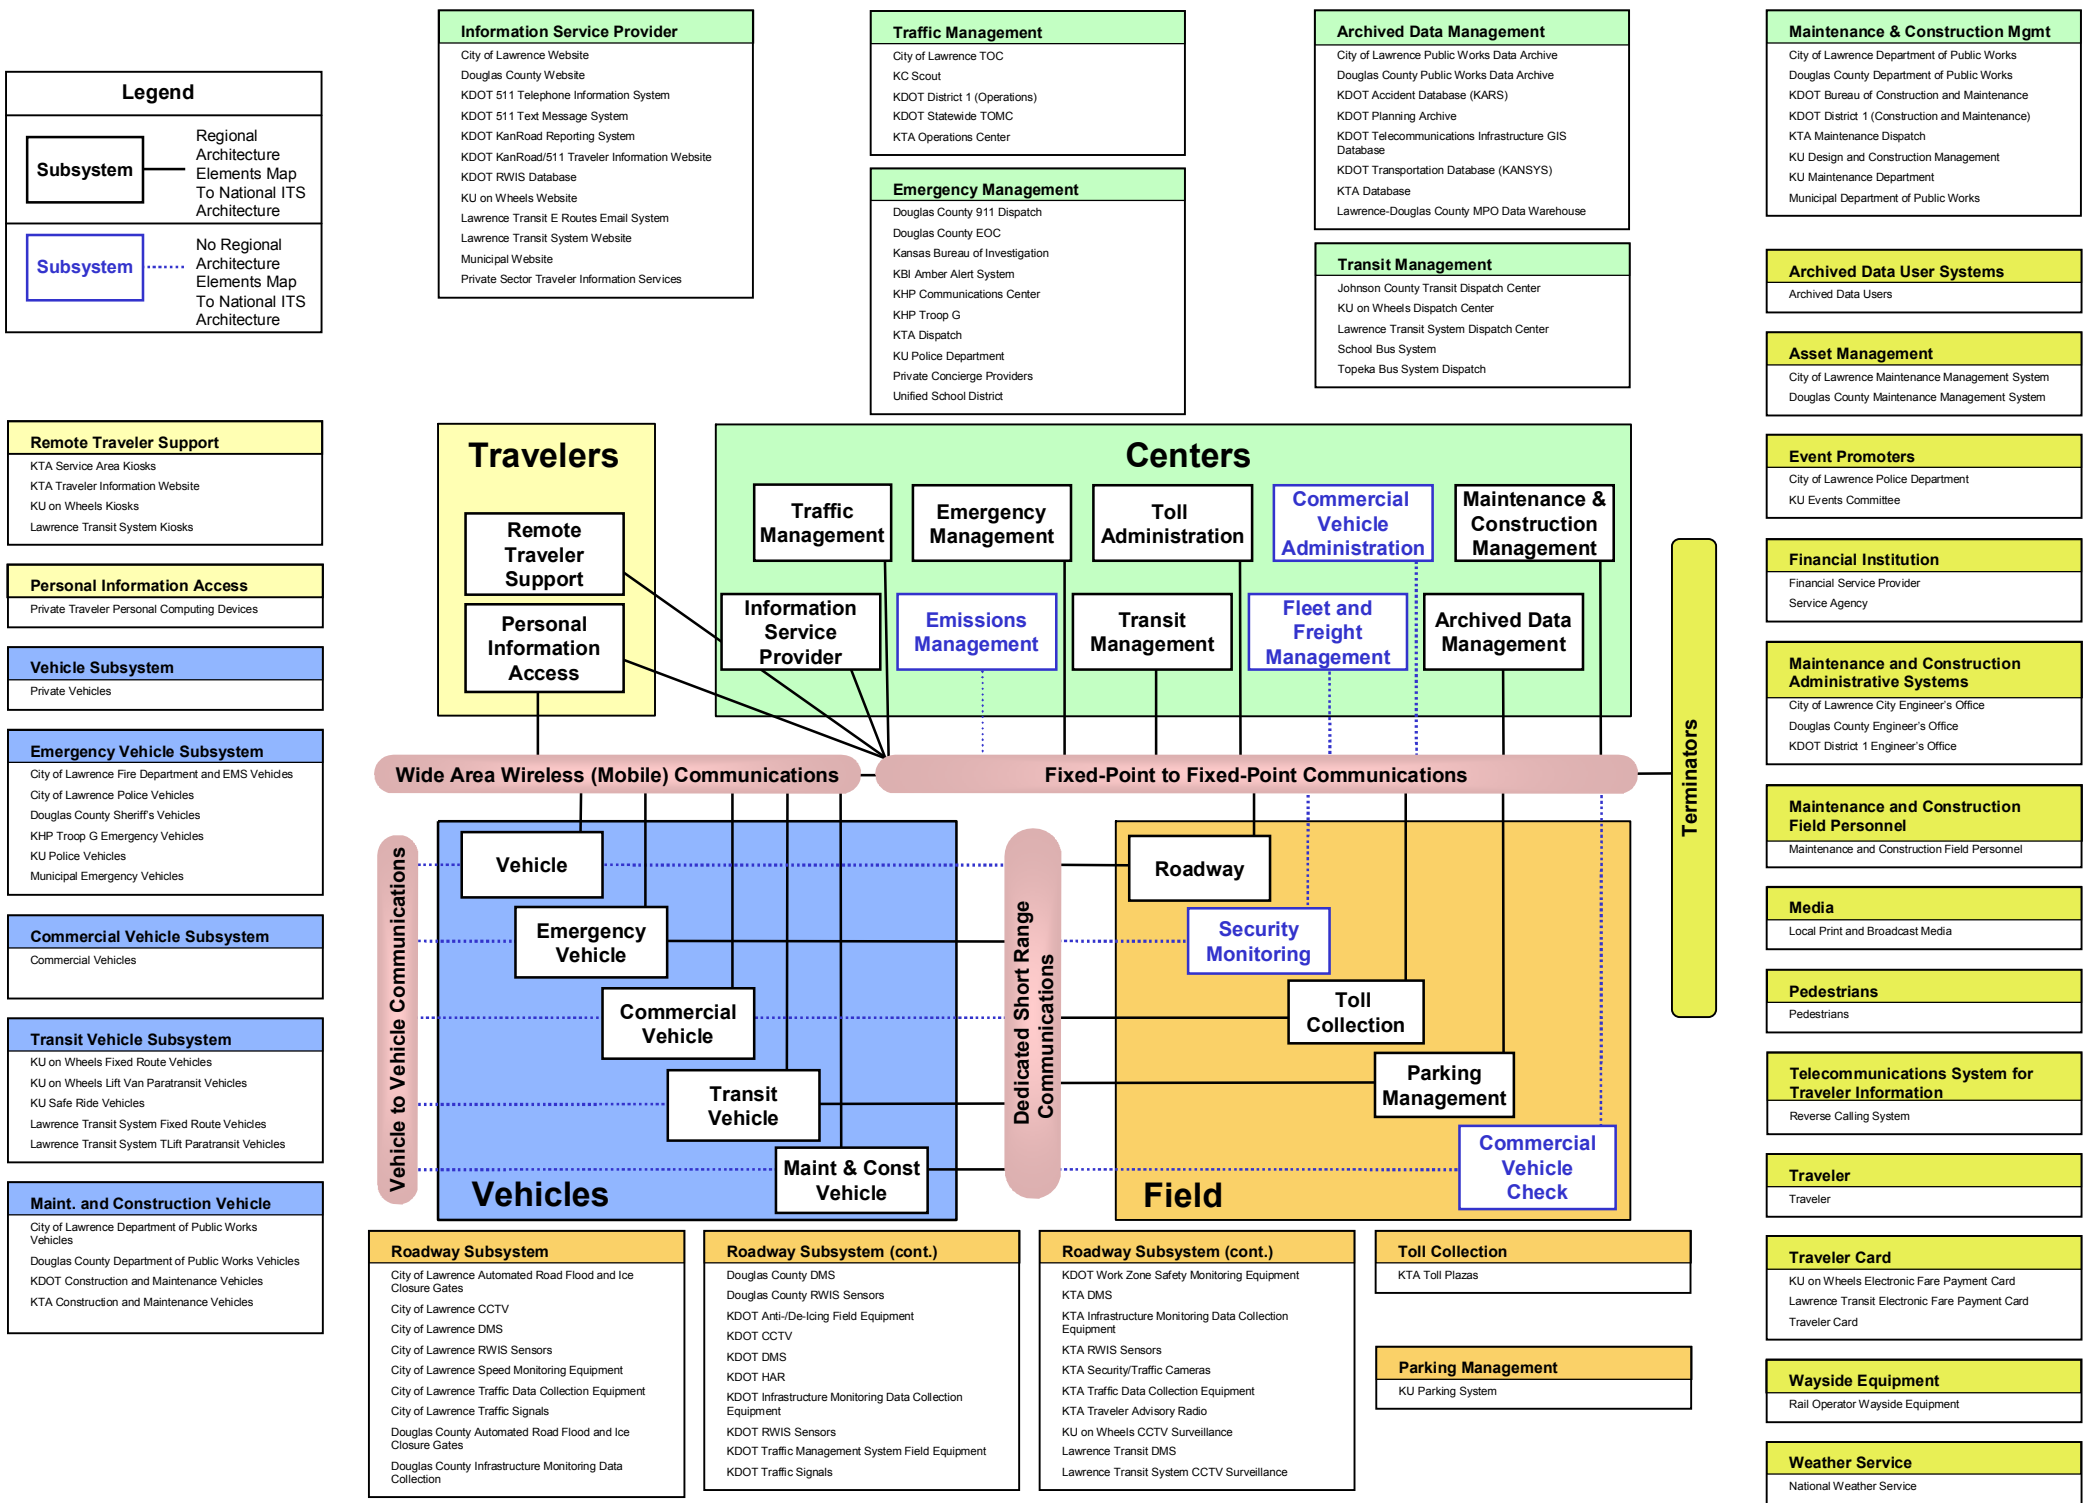 Legend
Subsystem
Regional
Architecture
Elements Map
To National ITS
Architecture
Subsystem
No Regional
Architecture
Elements Map
To National ITS
Architecture
Information Service Provider
City of Lawrence Website
Douglas County Website
KDOT 511 Telephone Information System
KDOT 511 Text Message System
KDOT KanRoad Reporting System
KDOT KanRoad/511 Traveler Information Website
KDOT RWIS Database
KU on Wheels Website
Lawrence Transit E Routes Email System
Lawrence Transit System Website
Municipal Website
Private Sector Traveler Information Services
Traffic Management
City of Lawrence TOC
KC Scout
KDOT District 1 (Operations)
KDOT Statewide TOMC
KTA Operations Center
Emergency Management
Douglas County 911 Dispatch
Douglas County EOC
Kansas Bureau of Investigation
KBI Amber Alert System
KHP Communications Center
KHP Troop G
KTA Dispatch
KU Police Department
Private Concierge Providers
Unified School District
Archived Data Management
City of Lawrence Public Works Data Archive
Douglas County Public Works Data Archive
KDOT Accident Database (KARS)
KDOT Planning Archive
KDOT Telecommunications Infrastructure GIS
Database
KDOT Transportation Database (KANSYS)
KTA Database
Lawrence-Douglas County MPO Data Warehouse
Transit Management
Johnson County Transit Dispatch Center
KU on Wheels Dispatch Center
Lawrence Transit System Dispatch Center
School Bus System
Topeka Bus System Dispatch
Maintenance & Construction Mgmt
City of Lawrence Department of Public Works
Douglas County Department of Public Works
KDOT Bureau of Construction and Maintenance
KDOT District 1 (Construction and Maintenance)
KTA Maintenance Dispatch
KU Design and Construction Management
KU Maintenance Department
Municipal Department of Public Works
Archived Data User Systems
Archived Data Users
Asset Management
City of Lawrence Maintenance Management System
Douglas County Maintenance Management System
Event Promoters
City of Lawrence Police Department
KU Events Committee
Financial Institution
Financial Service Provider
Service Agency
Maintenance and Construction
Administrative Systems
City of Lawrence City Engineer's Office
Douglas County Engineer's Office
KDOT District 1 Engineer's Office
Maintenance and Construction
Field Personnel
Maintenance and Construction Field Personnel
Media
Local Print and Broadcast Media
Pedestrians
Pedestrians
Telecommunications System for
Traveler Information
Reverse Calling System
Traveler
Traveler
Traveler Card
KU on Wheels Electronic Fare Payment Card
Lawrence Transit Electronic Fare Payment Card
Traveler Card
Wayside Equipment
Rail Operator Wayside Equipment
Weather Service
National Weather Service
Remote Traveler Support
KTA Service Area Kiosks
KTA Traveler Information Website
KU on Wheels Kiosks
Lawrence Transit System Kiosks
Personal Information Access
Private Traveler Personal Computing Devices
Vehicle Subsystem
Private Vehicles
Emergency Vehicle Subsystem
City of Lawrence Fire Department and EMS Vehicles
City of Lawrence Police Vehicles
Douglas County Sheriff's Vehicles
KHP Troop G Emergency Vehicles
KU Police Vehicles
Municipal Emergency Vehicles
Commercial Vehicle Subsystem
Commercial Vehicles
Transit Vehicle Subsystem
KU on Wheels Fixed Route Vehicles
KU on Wheels Lift Van Paratransit Vehicles
KU Safe Ride Vehicles
Lawrence Transit System Fixed Route Vehicles
Lawrence Transit System TLift Paratransit Vehicles
Maint. and Construction Vehicle
City of Lawrence Department of Public Works
Vehicles
Douglas County Department of Public Works Vehicles
KDOT Construction and Maintenance Vehicles
KTA Construction and Maintenance Vehicles
Travelers
Remote
Traveler
Support
Personal
Information
Access
Centers
Traffic
Management
Emergency
Management
Toll
Administration
Commercial
Vehicle
Administration
Maintenance &
Construction
Management
Information
Service
Provider
Emissions
Management
Transit
Management
Fleet and
Freight
Management
Archived Data
Management
Terminators
Wide Area Wireless (Mobile) Communications
Fixed-Point to Fixed-Point Communications
Vehicle to Vehicle Communications
Vehicle
Emergency
Vehicle
Commercial
Vehicle
Transit
Vehicle
Maint & Const
Vehicle
Vehicles
Dedicated Short Range
Communications
Roadway
Security
Monitoring
Toll
Collection
Parking
Management
Commercial
Vehicle
Check
Field
Roadway Subsystem
City of Lawrence Automated Road Flood and Ice
Closure Gates
City of Lawrence CCTV
City of Lawrence DMS
City of Lawrence RWIS Sensors
City of Lawrence Speed Monitoring Equipment
City of Lawrence Traffic Data Collection Equipment
City of Lawrence Traffic Signals
Douglas County Automated Road Flood and Ice
Closure Gates
Douglas County Infrastructure Monitoring Data
Collection
Roadway Subsystem (cont.)
Douglas County DMS
Douglas County RWIS Sensors
KDOT Anti-/De-Icing Field Equipment
KDOT CCTV
KDOT DMS
KDOT HAR
KDOT Infrastructure Monitoring Data Collection
Equipment
KDOT RWIS Sensors
KDOT Traffic Management System Field Equipment
KDOT Traffic Signals
Roadway Subsystem (cont.)
KDOT Work Zone Safety Monitoring Equipment
KTA DMS
KTA Infrastructure Monitoring Data Collection
Equipment
KTA RWIS Sensors
KTA Security/Traffic Cameras
KTA Traffic Data Collection Equipment
KTA Traveler Advisory Radio
KU on Wheels CCTV Surveillance
Lawrence Transit DMS
Lawrence Transit System CCTV Surveillance
Toll Collection
KTA Toll Plazas
Parking Management
KU Parking System